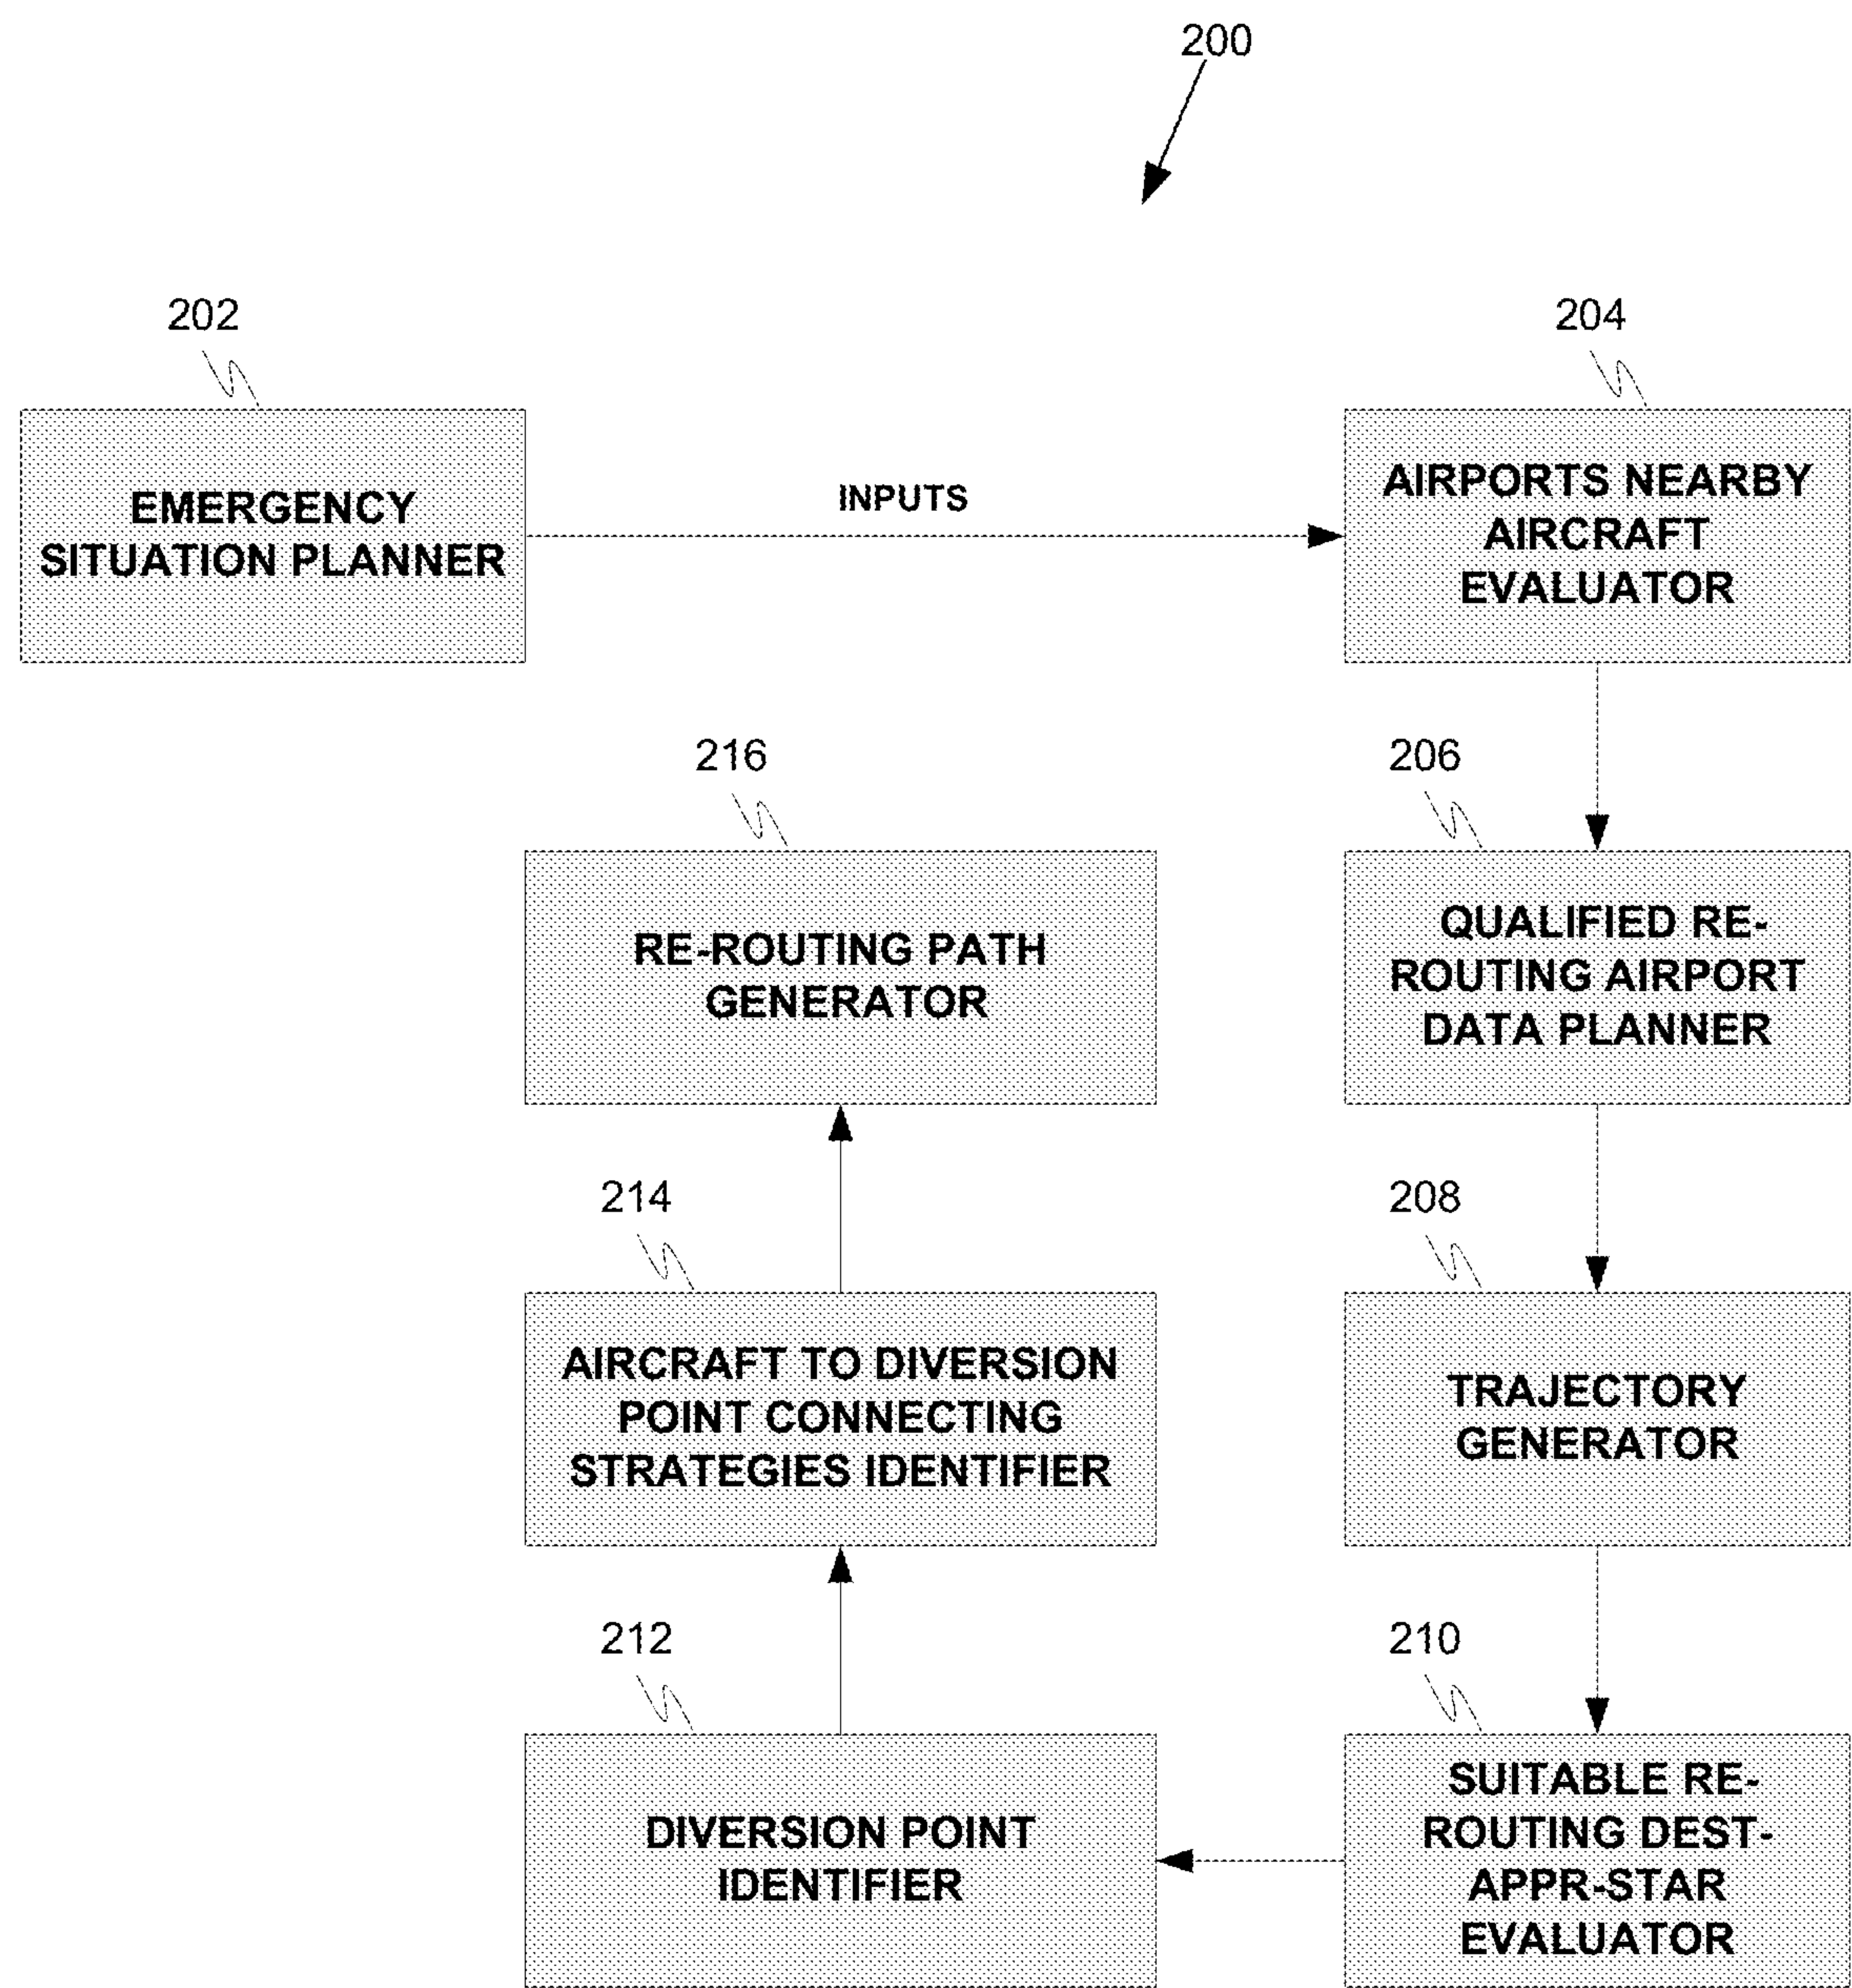 200
202
EMERGENCY
SITUATION PLANNER
INPUTS
204
AIRPORTS NEARBY
AIRCRAFT
EVALUATOR
216
RE-ROUTING PATH
GENERATOR
206
QUALIFIED RE-
ROUTING AIRPORT
DATA PLANNER
214
AIRCRAFT TO DIVERSION
POINT CONNECTING
STRATEGIES IDENTIFIER
208
TRAJECTORY
GENERATOR
212
DIVERSION POINT
IDENTIFIER
210
SUITABLE RE-
ROUTING DEST-
APPR-STAR
EVALUATOR